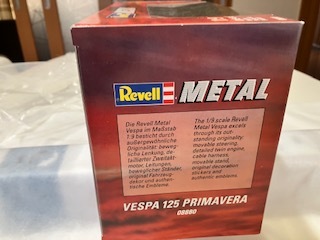 Revell METAL
Die Revell Metal
Vespa im Maßstab
1:9 besticht durch
außergewöhnliche
Originalität: beweg-
liche Lenkung, de-
taillierter Zweitakt-
motor, Leitungen,
beweglicher Ständer,
original Fahrzeug-
dekor und authen-
tische Embleme.
The 1/9 scale Revell
Metal Vespa excels
through its out-
standing originality:
movable steering,
detailed twin engine,
cable harness,
movable stand,
original decoration
stickers and
authentic emblems.
VESPA 125 PRIMAVERA
08880